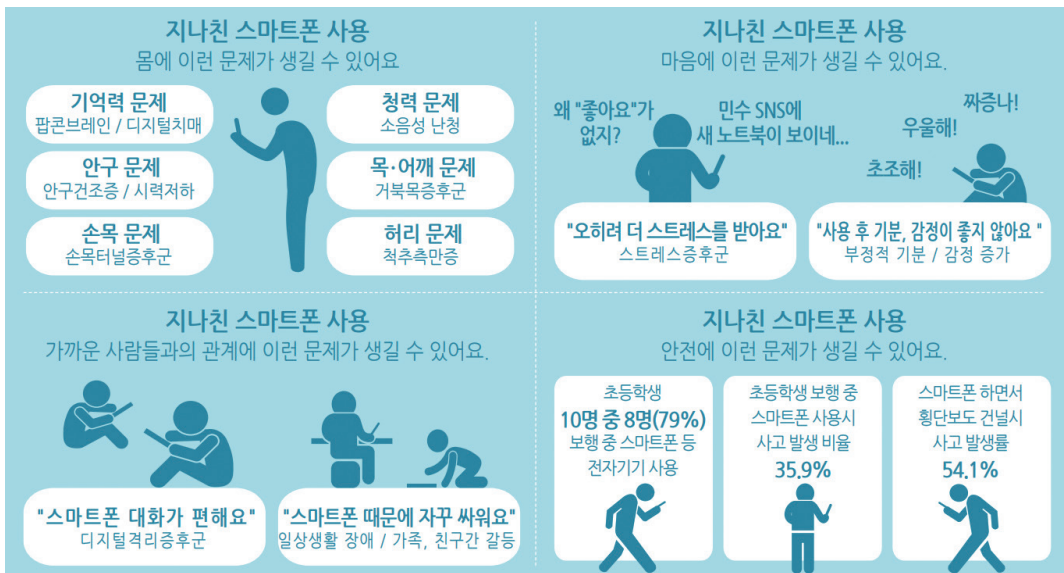 지나친 스마트폰 사용
몸에 이런 문제가 생길 수 있어요
기억력 문제
팝콘브레인 / 디지털치매
청력 문제
소음성 난청
안구 문제
안구건조증 / 시력저하
목·어깨 문제
거북목증후군
손목 문제
손목터널증후군
허리 문제
척추측만증
지나친 스마트폰 사용
마음에 이런 문제가 생길 수 있어요.
왜 "좋아요"가
없지?
민수 SNS에
새 노트북이 보이네...
짜증나!
우울해!
초조해!
"오히려 더 스트레스를 받아요"
스트레스증후군
"사용 후 기분, 감정이 좋지 않아요 "
부정적 기분 / 감정 증가
지나친 스마트폰 사용
가까운 사람들과의 관계에 이런 문제가 생길 수 있어요.
"스마트폰 대화가 편해요"
디지털격리증후군
"스마트폰 때문에 자꾸 싸워요"
일상생활 장애 / 가족, 친구간 갈등
지나친 스마트폰 사용
안전에 이런 문제가 생길 수 있어요.
초등학생
10명 중 8명(79%)
보행 중 스마트폰 등
전자기기 사용
초등학생 보행 중
스마트폰 사용시
사고 발생 비율
35.9%
스마트폰 하면서
횡단보도 건널시
사고 발생률
54.1%